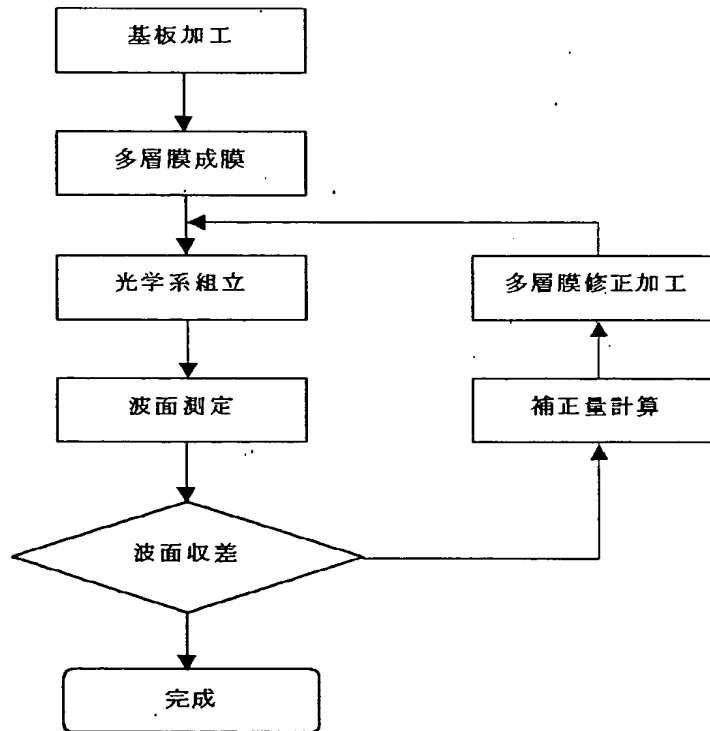 基板加工
多層膜成膜
光学系組立
多層膜修正加工
波面測定
補正量計算
波面収差
完成